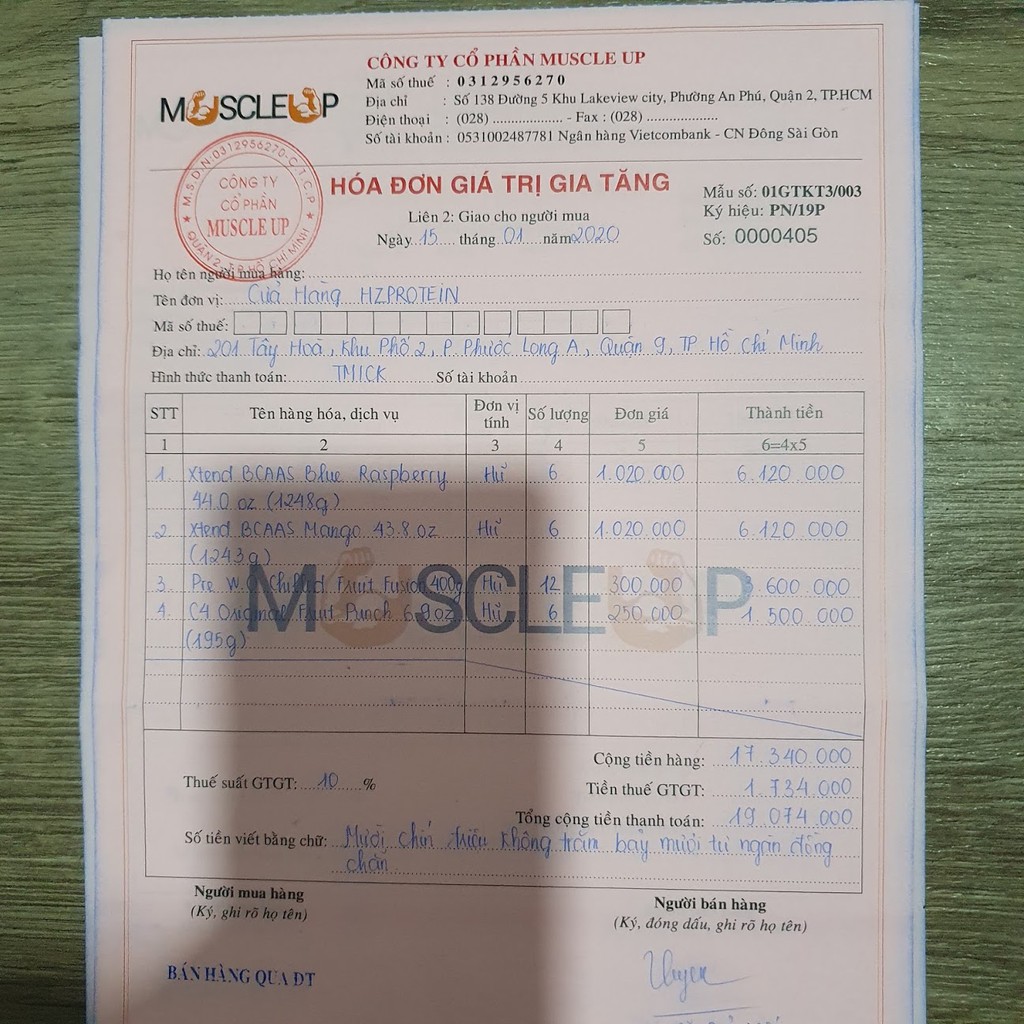 CÔNG TY CỔ PHẦN MUSCLE UP
MUSCLEUP
Mã số thuế : 0312956270
Địa chỉ : Số 138 Đường 5 Khu Lakeview city, Phường An Phú, Quận 2, TP.HCM
Điện thoại : (028) .................... - Fax : (028) ....................
Số tài khoản : 0531002487781 Ngân hàng Vietcombank - CN Đông Sài Gòn
M.S.D.N:0312956270-C.T.C.P
CÔNG TY
CỔ PHẦN
MUSCLE UP
QUẬN 2-T.P HỒ CHÍ MINH
HÓA ĐƠN GIÁ TRỊ GIA TĂNG
Liên 2: Giao cho người mua
Ngày 15 tháng 01 năm 2020
Mẫu số: 01GTKT3/003
Ký hiệu: PN/19P
Số: 0000405
Họ tên người mua hàng:
Tên đơn vị: Cửa Hàng HZPROTEIN
Mã số thuế:
Địa chỉ: 201 Tây Hoà, Khu Phố 2, P. Phước Long A, Quận 9, TP. Hồ Chí Minh
Hình thức thanh toán: TM/CK Số tài khoản
STT Tên hàng hóa, dịch vụ Đơn vị tính Số lượng Đơn giá Thành tiền
1 2 3 4 5 6=4x5
1. Xtend BCAAS Blue Raspberry Hũ 6 1.020.000 6.120.000
44.0 oz (1248g)
2. Xtend BCAAS Mango 43.8 oz Hũ 6 1.020.000 6.120.000
(1243g)
3. Pre W.O Fruit Fusion 400g Hũ 12 300.000 3.600.000
4. C4 Original Fruit Punch 6.9 oz Hũ 6 250.000 1.500.000
(195g)
MUSCLEUP
Cộng tiền hàng: 17.340.000
Thuế suất GTGT: 10 % Tiền thuế GTGT: 1.734.000
Tổng cộng tiền thanh toán: 19.074.000
Số tiền viết bằng chữ: Mười chín triệu không trăm bảy mươi tư ngàn đồng
chẵn
Người mua hàng
(Ký, ghi rõ họ tên)
Người bán hàng
(Ký, đóng dấu, ghi rõ họ tên)
BÁN HÀNG QUA ĐT
Uyên